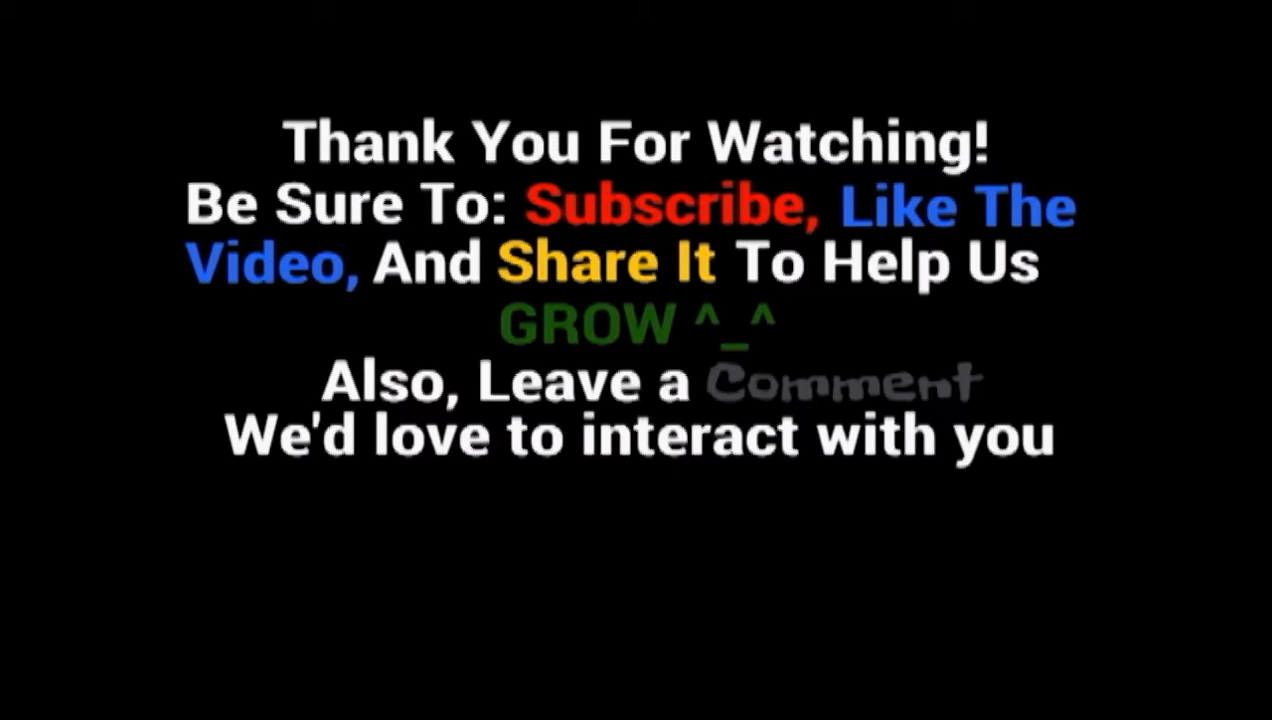 Thank You For Watching!
Be Sure To: Subscribe, Like The
Video, And Share It To Help Us
GROW ^_^
Also, Leave a Comment
We'd love to interact with you